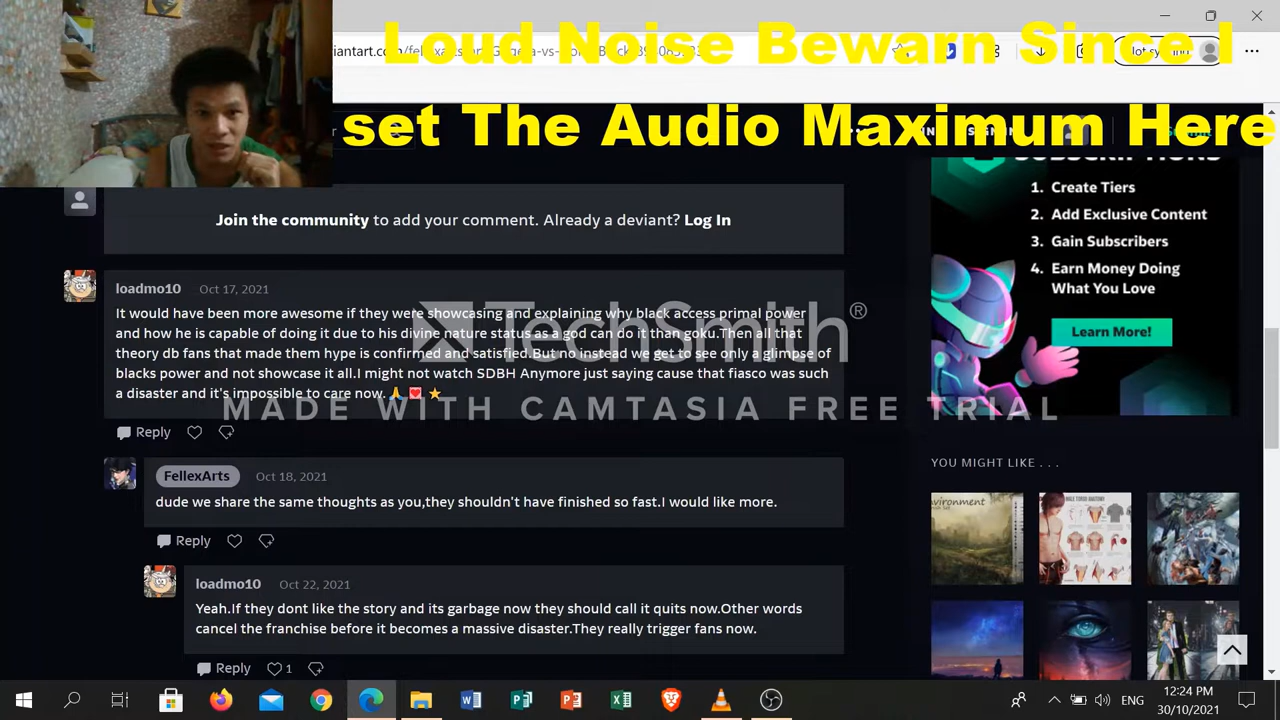 Loud Noise Bewarn Since I
set The Audio Maximum Here
Join the community to add your comment. Already a deviant? Log In
loadmo10 Oct 17, 2021
It would have been more awesome if they were showcasing and explaining why black access primal power
and how he is capable of doing it due to his divine nature status as a god can do it than goku.Then all that
theory db fans that made them hype is confirmed and satisfied.But no instead we get to see only a glimpse of
blacks power and not showcase it all.I might not watch SDBH Anymore just saying cause that fiasco was such
a disaster and it's impossible to care now.
TechSmith®
MADE WITH CAMTASIA FREE TRIAL
Reply
FellexArts Oct 18, 2021
dude we share the same thoughts as you,they shouldn't have finished so fast.I would like more.
Reply
loadmo10 Oct 22, 2021
Yeah.If they dont like the story and its garbage now they should call it quits now.Other words
cancel the franchise before it becomes a massive disaster.They really trigger fans now.
Reply 1
SUBSCRIPTIONS
1. Create Tiers
2. Add Exclusive Content
3. Gain Subscribers
4. Earn Money Doing
What You Love
Learn More!
YOU MIGHT LIKE . . .
ENG
12:24 PM
30/10/2021